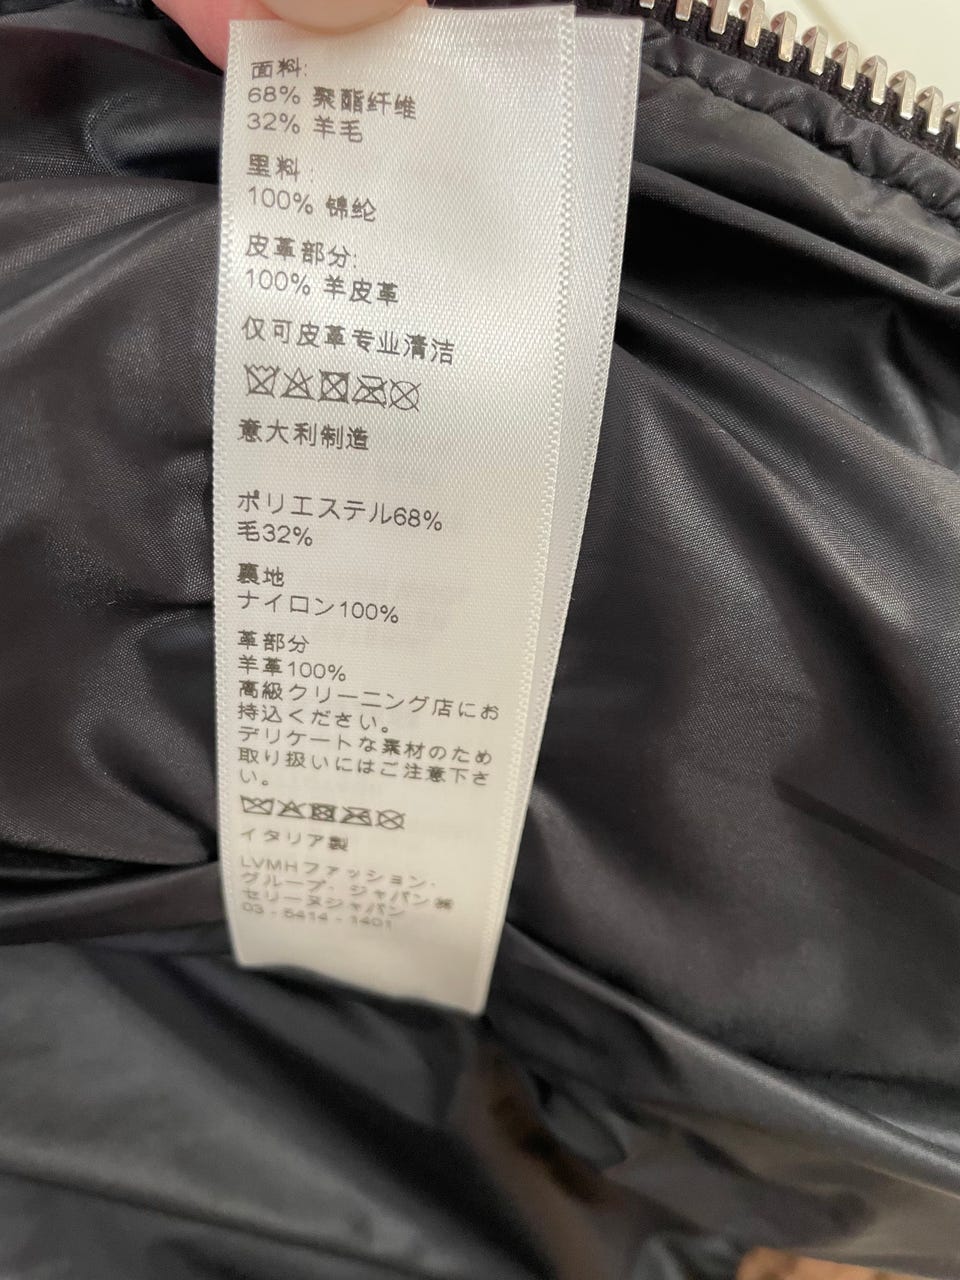 面料:
68% 聚酯纤维
32% 羊毛
里料:
100% 锦纶
皮革部分:
100% 羊皮革
仅可皮革专业清洁
意大利制造
ポリエステル68%
毛32%
裏地
ナイロン100%
革部分
羊革100%
高級クリーニング店にお
持込ください。
デリケートな素材のため
取り扱いにはご注意下さ
い。
イタリア製
LVMHファッション・
グループ・ジャパン㈱
セリーヌジャパン
03-5414-1401